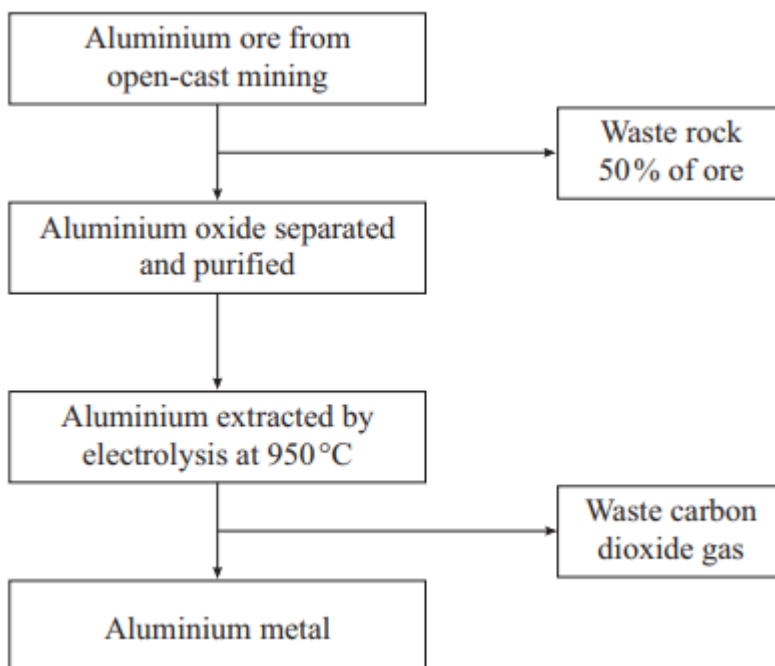 Aluminium ore from
open-cast mining
Waste rock
50% of ore
Aluminium oxide separated
and purified
Aluminium extracted by
electrolysis at 950°C
Waste carbon
dioxide gas
Aluminium metal